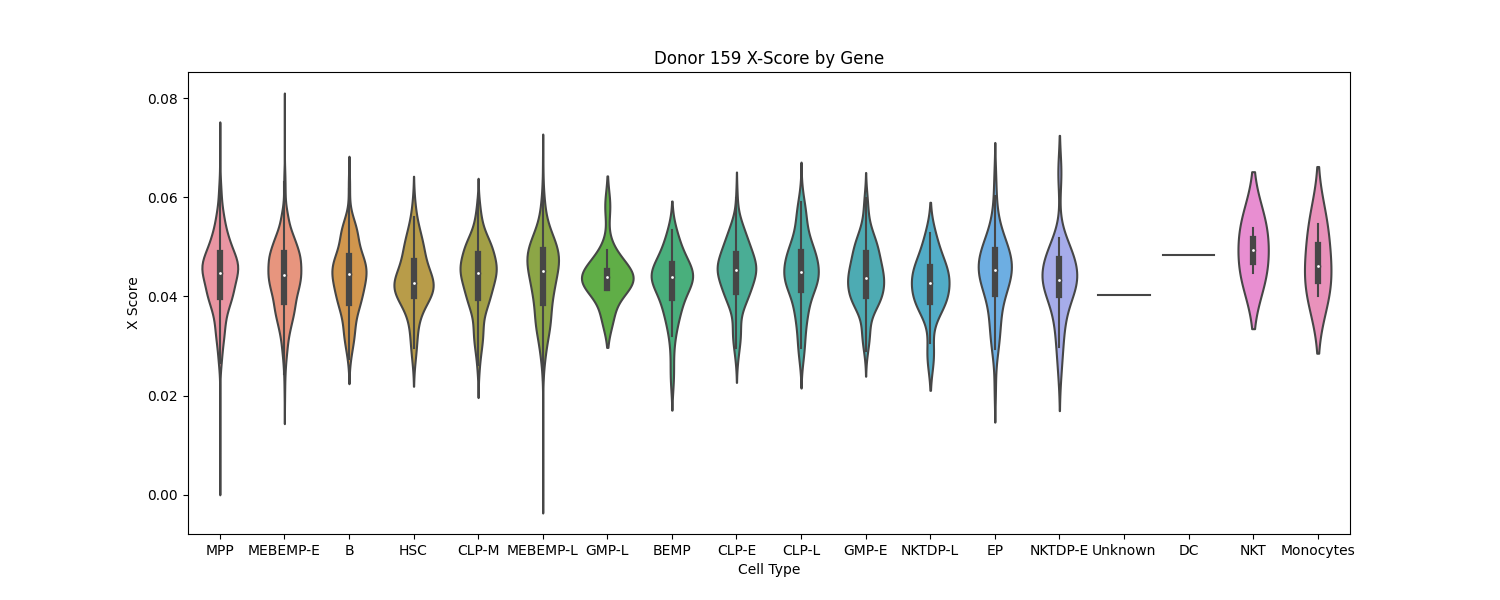 Donor 159 X-Score by Gene
0.08
0.06
0.04
0.02
0.00
X Score
MPP MEBEMP-E B HSC CLP-M MEBEMP-L GMP-L BEMP CLP-E CLP-L GMP-E NKTDP-L EP NKTDP-E Unknown DC NKT Monocytes
Cell Type